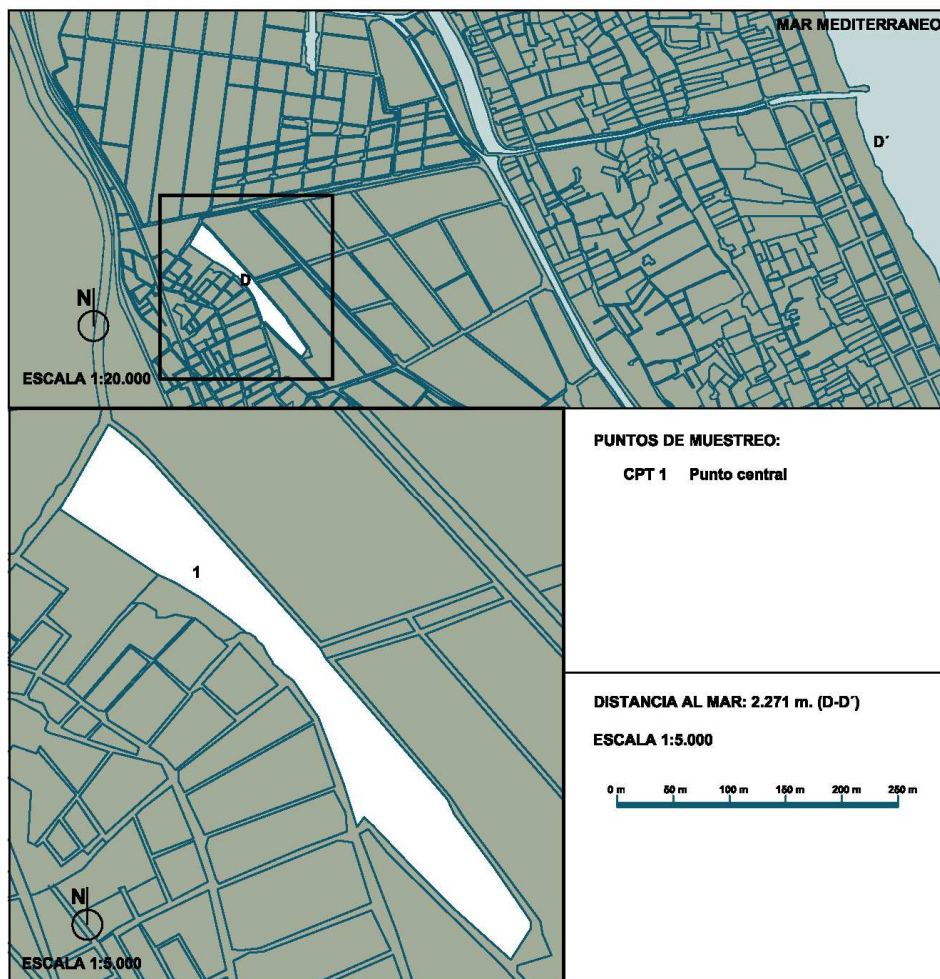 MAR MEDITERRANEO
D´
D
N
ESCALA 1:20.000
1
N
ESCALA 1:5.000
PUNTOS DE MUESTREO:
CPT 1 Punto central
DISTANCIA AL MAR: 2.271 m. (D-D´)
ESCALA 1:5.000
0 m 50 m 100 m 150 m 200 m 250 m